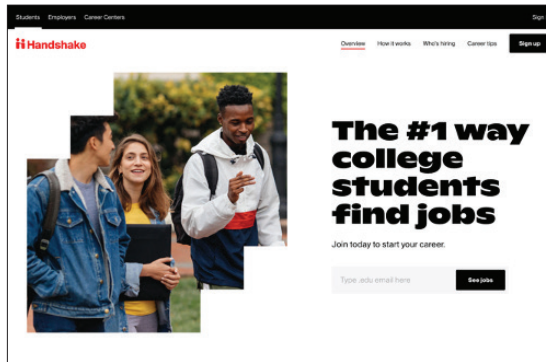 Students Employers Career Centers Sign
Handshake Overview How it works Who's hiring Career tips Sign up
The #1 way
college
students
find jobs
Join today to start your career.
Type .edu email here See jobs